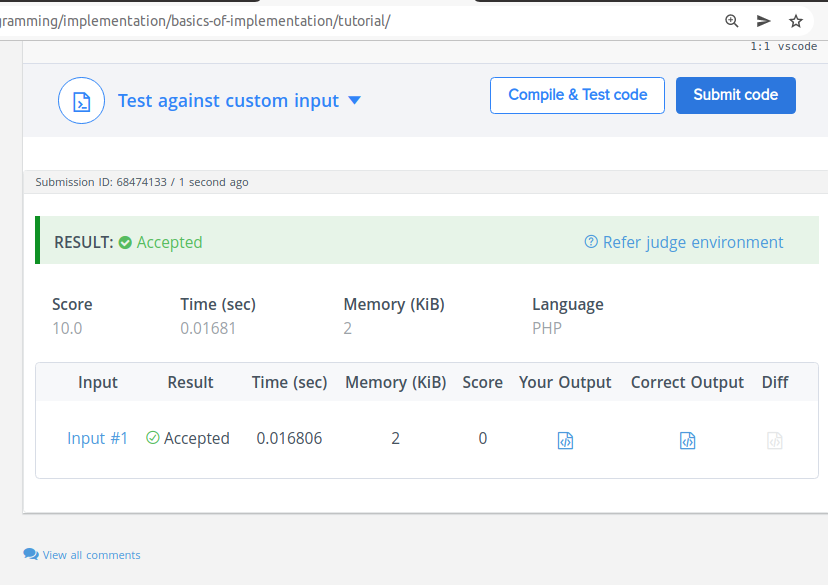 gramming/implementation/basics-of-implementation/tutorial/
1:1 vscode
Test against custom input
Compile & Test code
Submit code
Submission ID: 68474133 / 1 second ago
RESULT: Accepted
Refer judge environment
Score Time (sec) Memory (KiB) Language
10.0 0.01681 2 PHP
Input Result Time (sec) Memory (KiB) Score Your Output Correct Output Diff
Input #1 Accepted 0.016806 2 0
View all comments